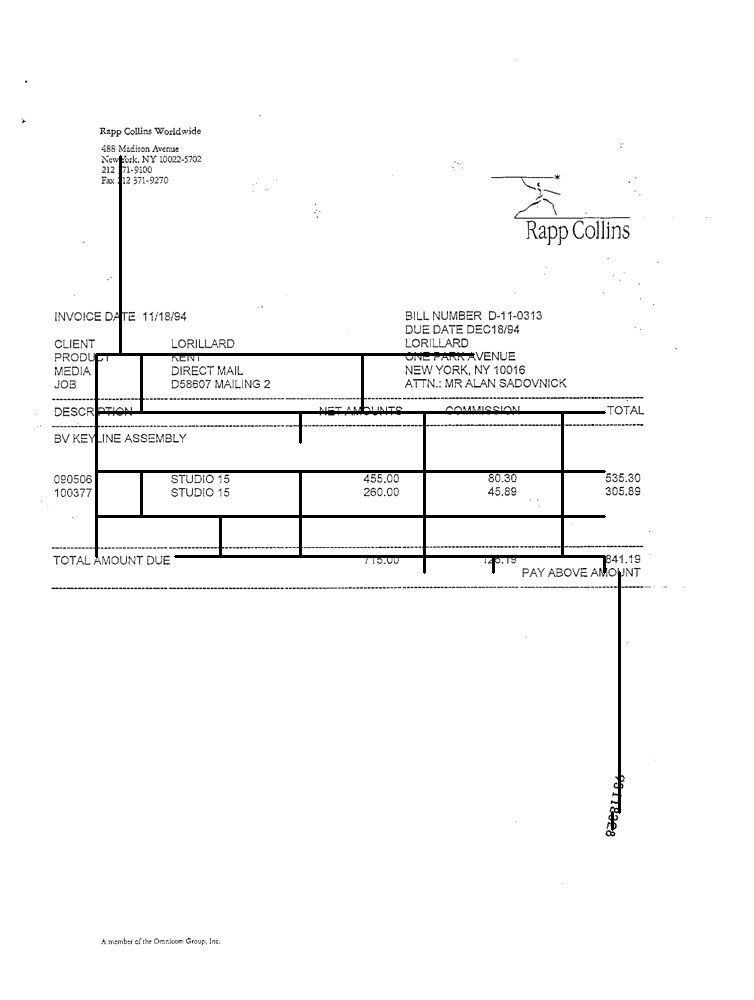 Rapp Collins Worldwide
488 Madison Avenue
New York, NY 10022-5702
212 371-9100
Fax 212 371-9270
Rapp Collins
INVOICE DATE 11/18/94 BILL NUMBER D-11-0313
DUE DATE DEC18/94
CLIENT LORILLARD LORILLARD
PRODUCT KENT ONE PARK AVENUE
MEDIA DIRECT MAIL NEW YORK, NY 10016
JOB D58607 MAILING 2 ATTN.: MR ALAN SADOVNICK
DESCRIPTION NET AMOUNTS COMMISSION TOTAL
BV KEYLINE ASSEMBLY
090506 STUDIO 15 455.00 80.30 535.30
100377 STUDIO 15 260.00 45.89 305.89
TOTAL AMOUNT DUE 715.00 126.19 841.19
PAY ABOVE AMOUNT
A member of the Omnicom Group, Inc.